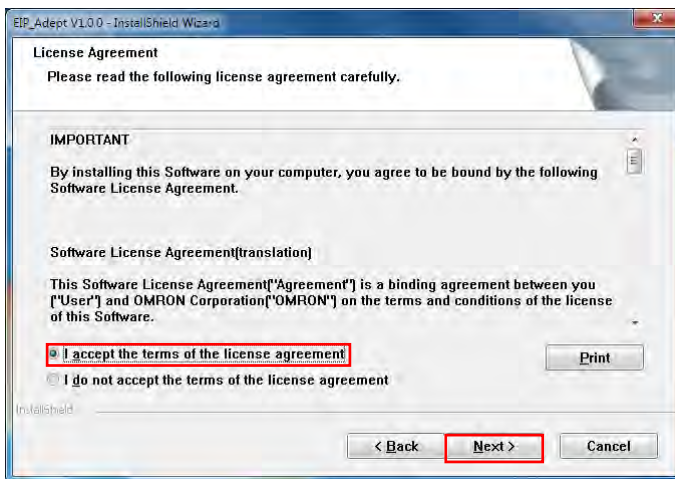 EIP_Adept V1.0.0 - InstallShield Wizard
License Agreement
Please read the following license agreement carefully.
IMPORTANT
By installing this Software on your computer, you agree to be bound by the following
Software License Agreement.
Software License Agreement(translation)
This Software License Agreement("Agreement") is a binding agreement between you
("User") and OMRON Corporation("OMRON") on the terms and conditions of the license
of this Software.
I accept the terms of the license agreement
Print
I do not accept the terms of the license agreement
InstallShield
< Back Next > Cancel